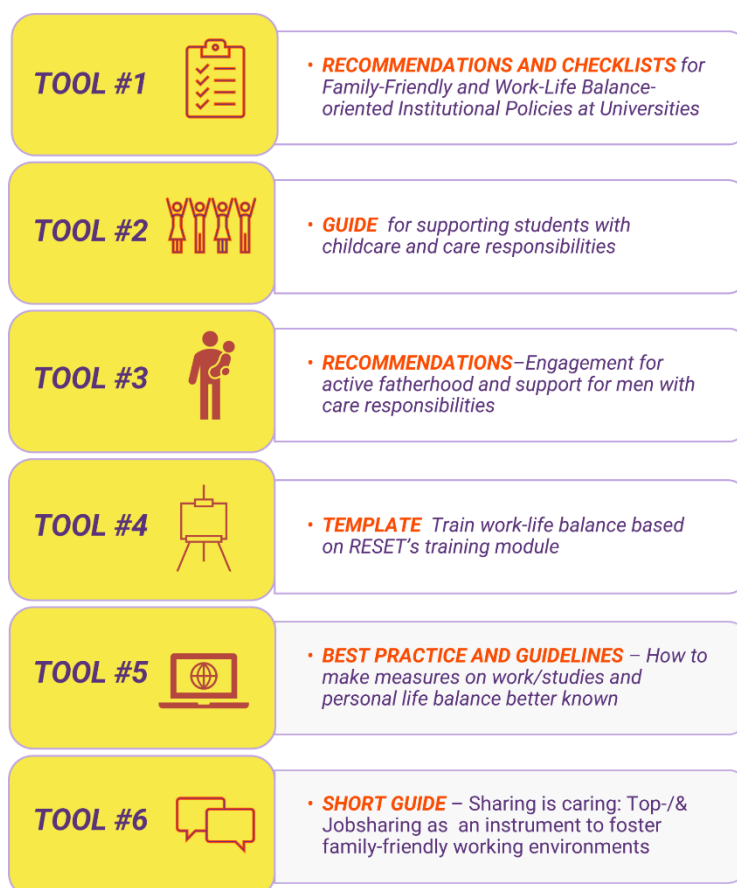 TOOL #1
• RECOMMENDATIONS AND CHECKLISTS for
Family-Friendly and Work-Life Balance-
oriented Institutional Policies at Universities
TOOL #2
• GUIDE for supporting students with
childcare and care responsibilities
TOOL #3
• RECOMMENDATIONS–Engagement for
active fatherhood and support for men with
care responsibilities
TOOL #4
• TEMPLATE Train work-life balance based
on RESET's training module
TOOL #5
• BEST PRACTICE AND GUIDELINES – How to
make measures on work/studies and
personal life balance better known
TOOL #6
• SHORT GUIDE – Sharing is caring: Top-/&
Jobsharing as an instrument to foster
family-friendly working environments